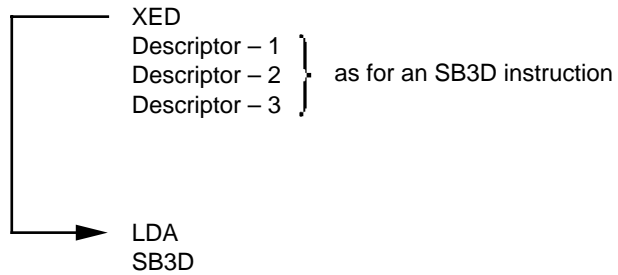 XED
Descriptor – 1
Descriptor – 2 as for an SB3D instruction
Descriptor – 3
LDA
SB3D